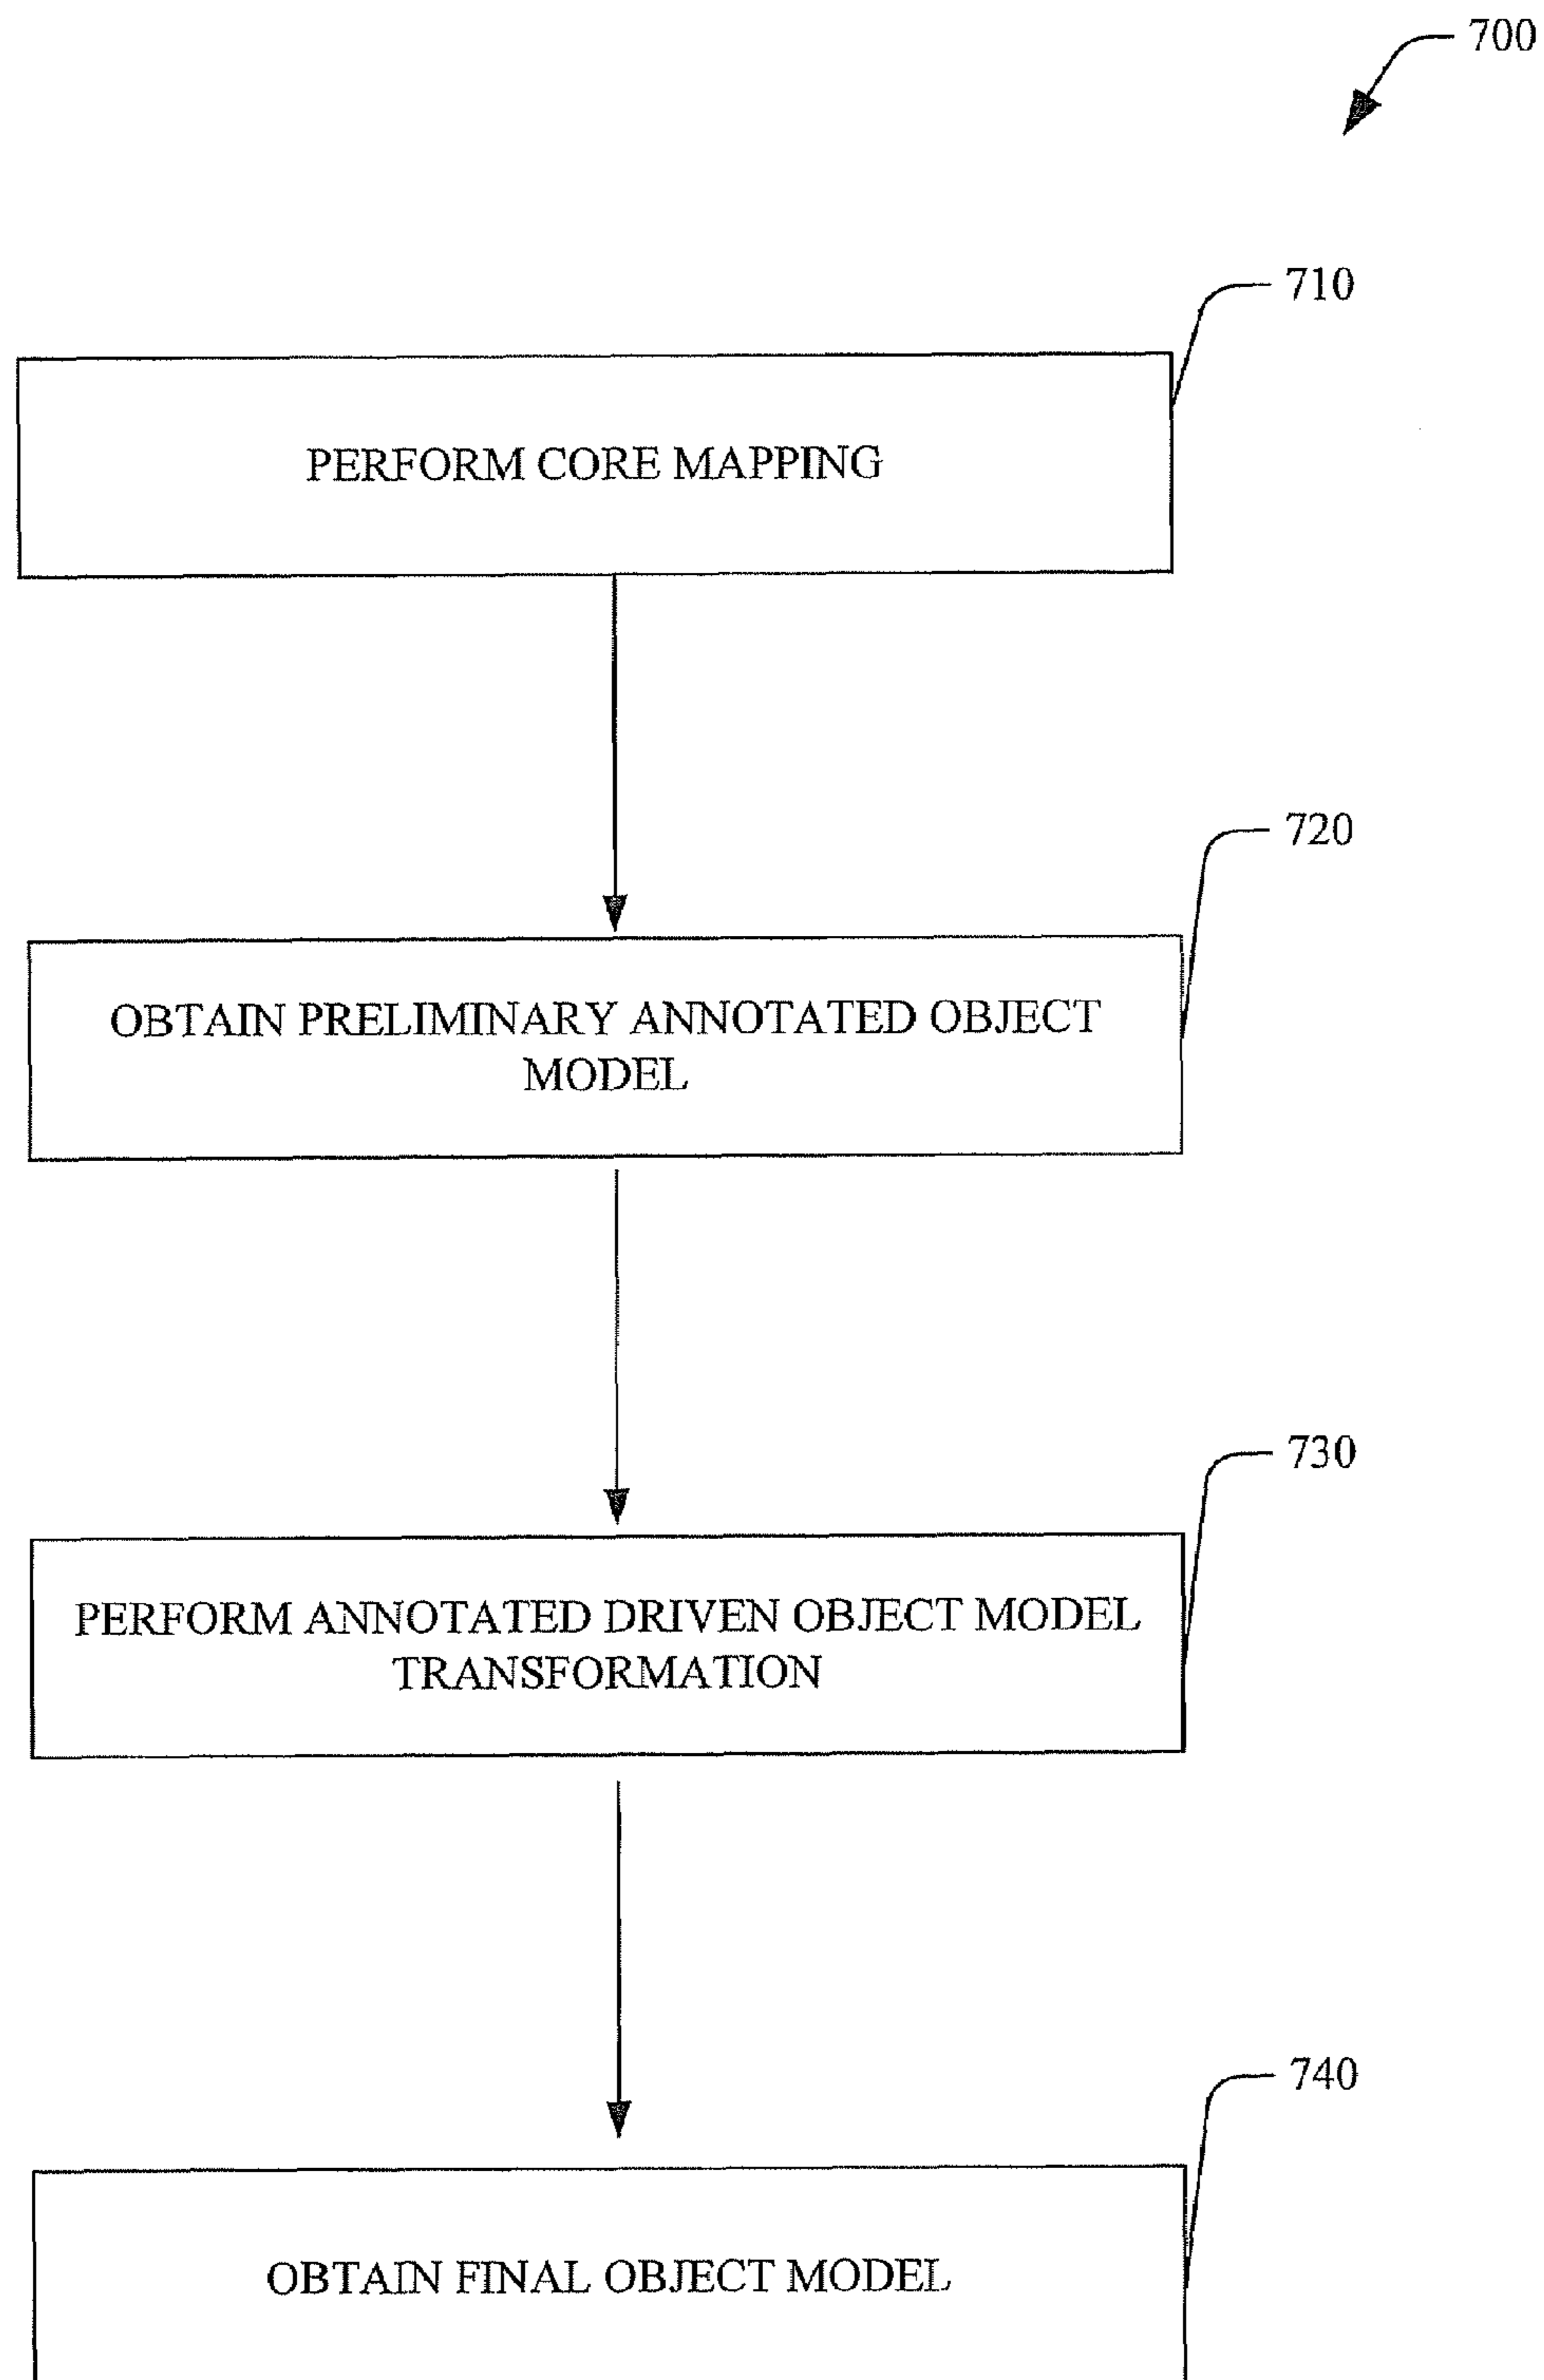 700
710
PERFORM CORE MAPPING
720
OBTAIN PRELIMINARY ANNOTATED OBJECT
MODEL
730
PERFORM ANNOTATED DRIVEN OBJECT MODEL
TRANSFORMATION
740
OBTAIN FINAL OBJECT MODEL